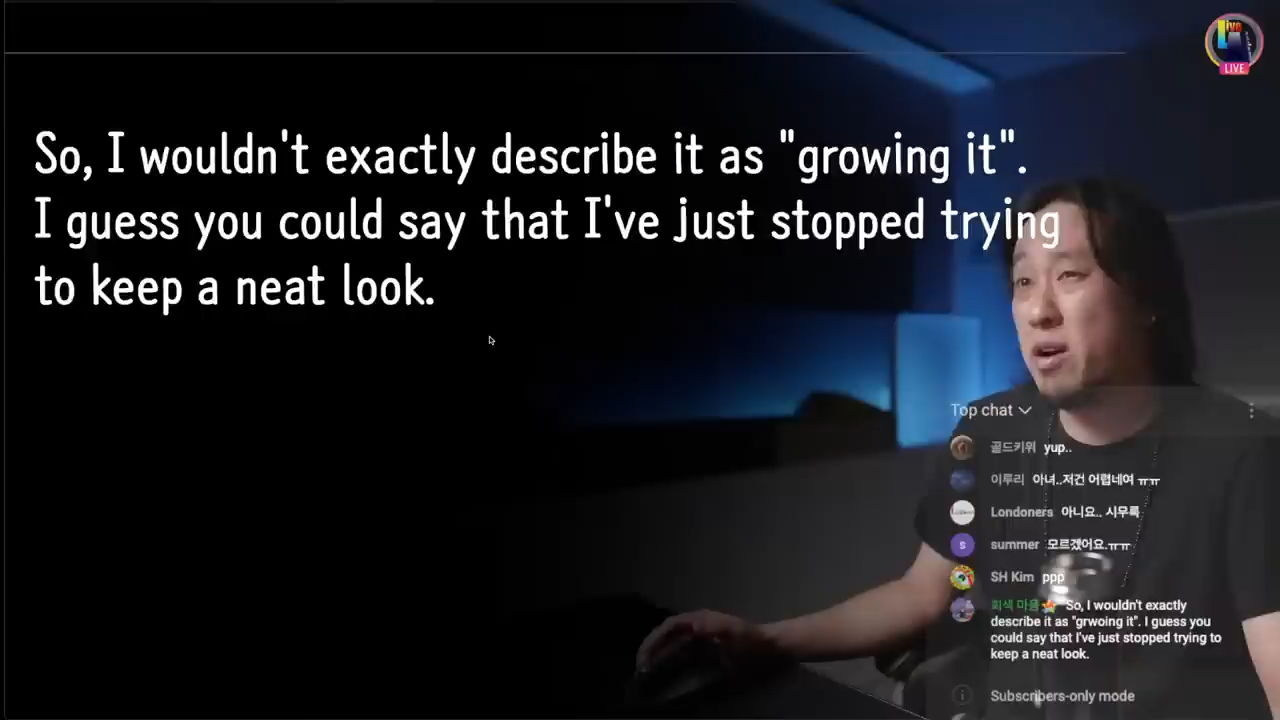 Live
LIVE
So, I wouldn't exactly describe it as "growing it".
I guess you could say that I've just stopped trying
to keep a neat look.
Top chat
골드키위 yup..
이루리 아녀..저건 어렵네여 ㅠㅠ
Londoners 아니요.. 시무룩
s summer 모르겠어요.ㅠㅠ
SH Kim ppp
회색 마음 So, I wouldn't exactly
describe it as "grwoing it". I guess you
could say that I've just stopped trying to
keep a neat look.
Subscribers-only mode